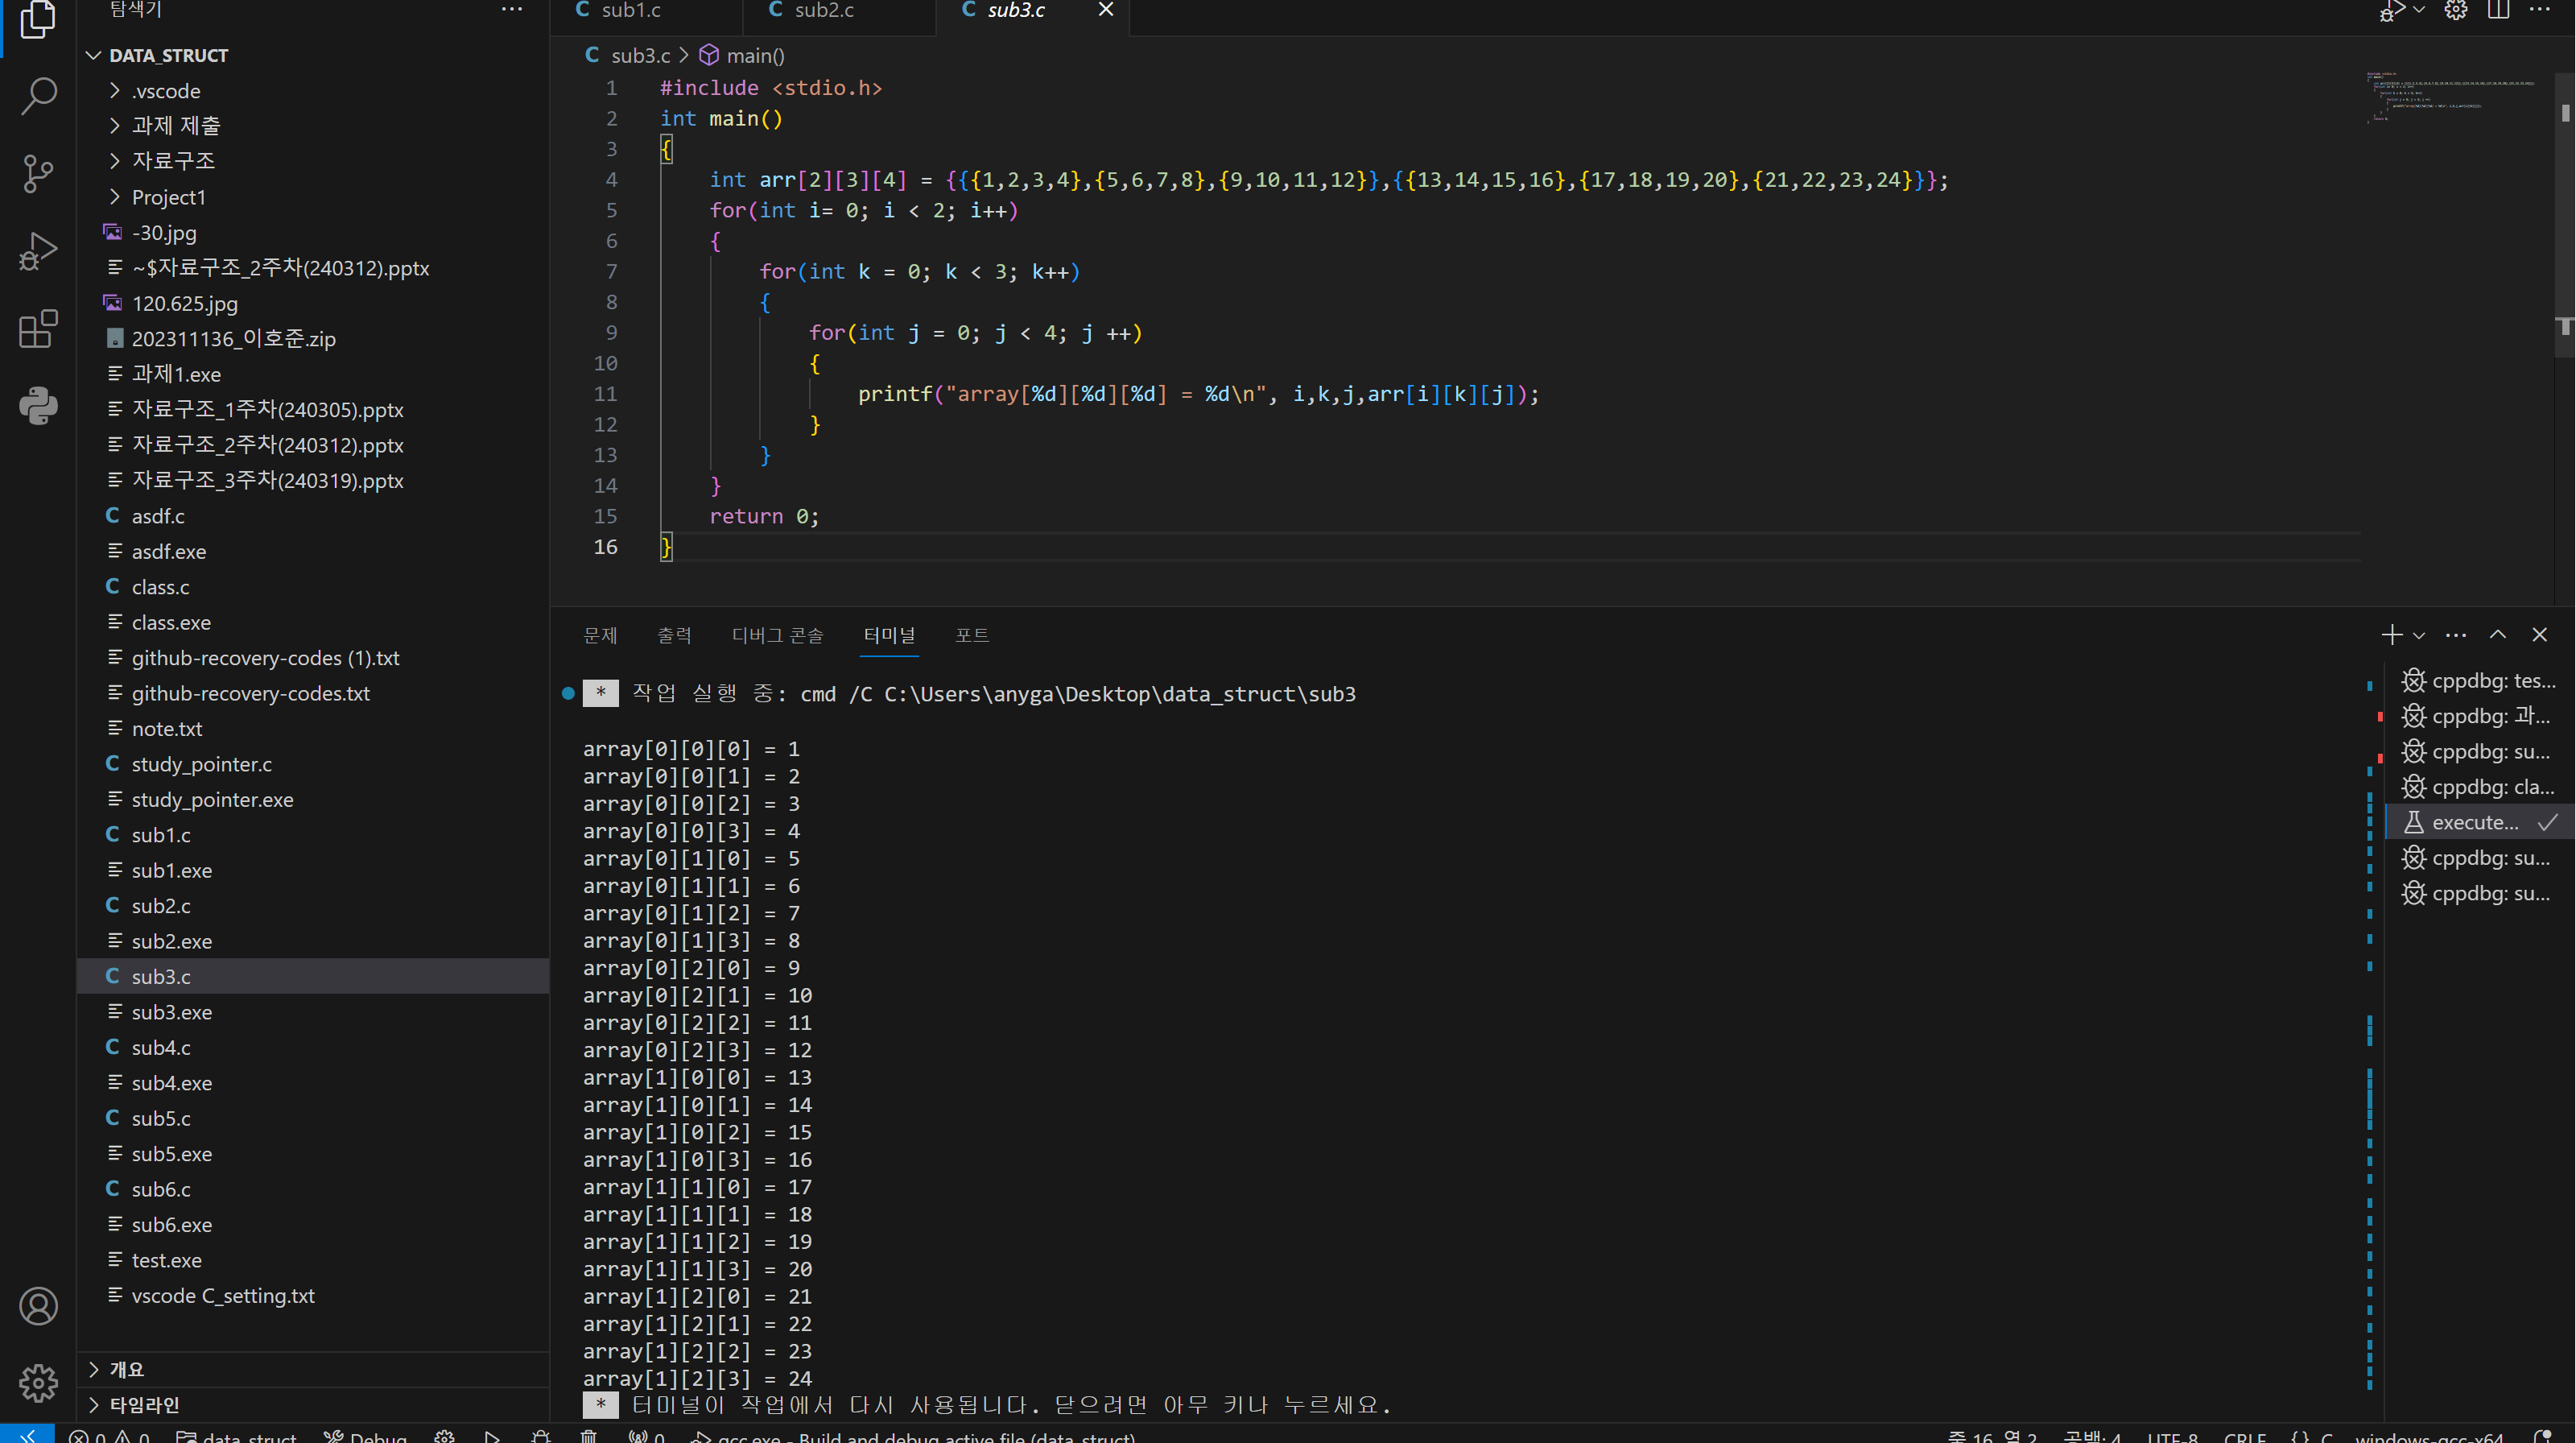 탐색기
DATA_STRUCT
.vscode
과제 제출
자료구조
Project1
-30.jpg
~$자료구조_2주차(240312).pptx
120.625.jpg
202311136_이호준.zip
과제1.exe
자료구조_1주차(240305).pptx
자료구조_2주차(240312).pptx
자료구조_3주차(240319).pptx
asdf.c
asdf.exe
class.c
class.exe
github-recovery-codes (1).txt
github-recovery-codes.txt
note.txt
study_pointer.c
study_pointer.exe
sub1.c
sub1.exe
sub2.c
sub2.exe
sub3.c
sub3.exe
sub4.c
sub4.exe
sub5.c
sub5.exe
sub6.c
sub6.exe
test.exe
vscode C_setting.txt
개요
타임라인
C sub1.c C sub2.c C sub3.c
C sub3.c > main()
1 #include <stdio.h>
2 int main()
3 {
4 int arr[2][3][4] = {{{1,2,3,4},{5,6,7,8},{9,10,11,12}},{{13,14,15,16},{17,18,19,20},{21,22,23,24}}};
5 for(int i= 0; i < 2; i++)
6 {
7 for(int k = 0; k < 3; k++)
8 {
9 for(int j = 0; j < 4; j ++)
10 {
11 printf("array[%d][%d][%d] = %d\n", i,k,j,arr[i][k][j]);
12 }
13 }
14 }
15 return 0;
16 }
문제 출력 디버그 콘솔 터미널 포트
* 작업 실행 중: cmd /C C:\Users\anyga\Desktop\data_struct\sub3
array[0][0][0] = 1
array[0][0][1] = 2
array[0][0][2] = 3
array[0][0][3] = 4
array[0][1][0] = 5
array[0][1][1] = 6
array[0][1][2] = 7
array[0][1][3] = 8
array[0][2][0] = 9
array[0][2][1] = 10
array[0][2][2] = 11
array[0][2][3] = 12
array[1][0][0] = 13
array[1][0][1] = 14
array[1][0][2] = 15
array[1][0][3] = 16
array[1][1][0] = 17
array[1][1][1] = 18
array[1][1][2] = 19
array[1][1][3] = 20
array[1][2][0] = 21
array[1][2][1] = 22
array[1][2][2] = 23
array[1][2][3] = 24
* 터미널이 작업에서 다시 사용됩니다. 닫으려면 아무 키나 누르세요.
cppdbg: tes...
cppdbg: 과...
cppdbg: su...
cppdbg: cla...
execute...
cppdbg: su...
cppdbg: su...
0 0 data_struct Debug 0 gcc.exe - Build and debug active file (data_struct) 줄 16, 열 2 공백: 4 UTF-8 CRLF {} C windows-gcc-x64